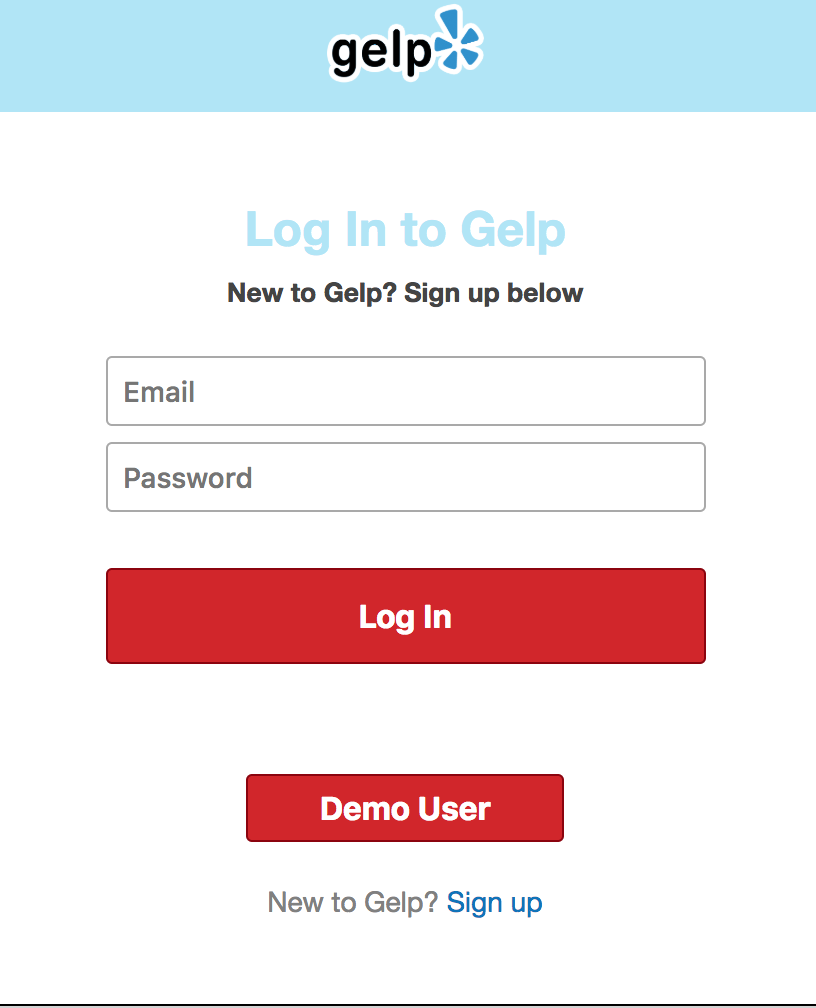 gelp
Log In to Gelp
New to Gelp? Sign up below
Email
Password
Log In
Demo User
New to Gelp? Sign up